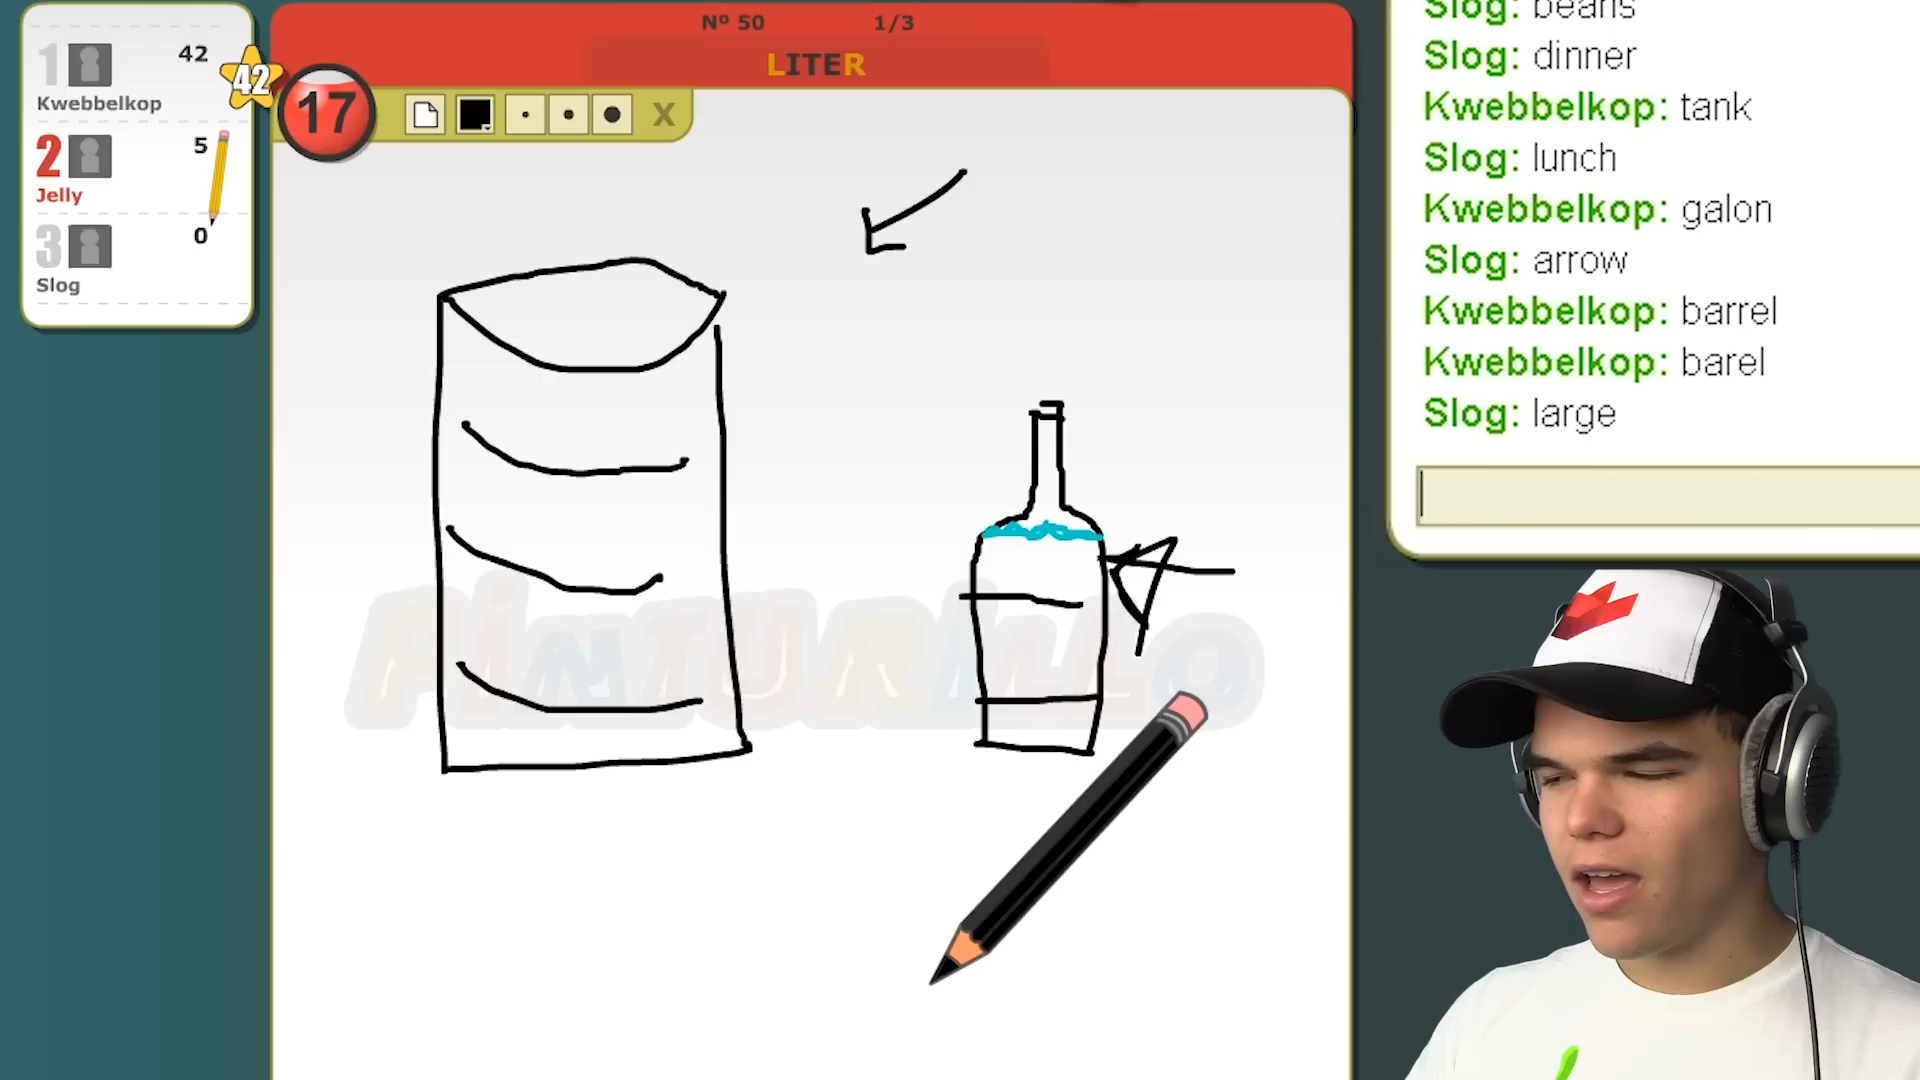 1
42
Kwebbelkop
42
2
5
Jelly
3
0
Slog
Nº 50
1/3
LITER
17
X
PINTURILLO
Slog: beans
Slog: dinner
Kwebbelkop: tank
Slog: lunch
Kwebbelkop: galon
Slog: arrow
Kwebbelkop: barrel
Kwebbelkop: barel
Slog: large